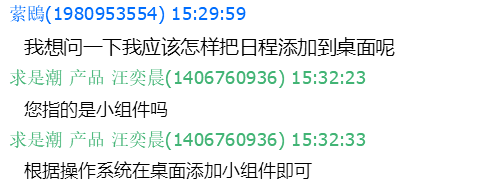 萦鴎(1980953554) 15:29:59
我想问一下我应该怎样把日程添加到桌面呢
求是潮 产品 汪奕晨(1406760936) 15:32:23
您指的是小组件吗
求是潮 产品 汪奕晨(1406760936) 15:32:33
根据操作系统在桌面添加小组件即可